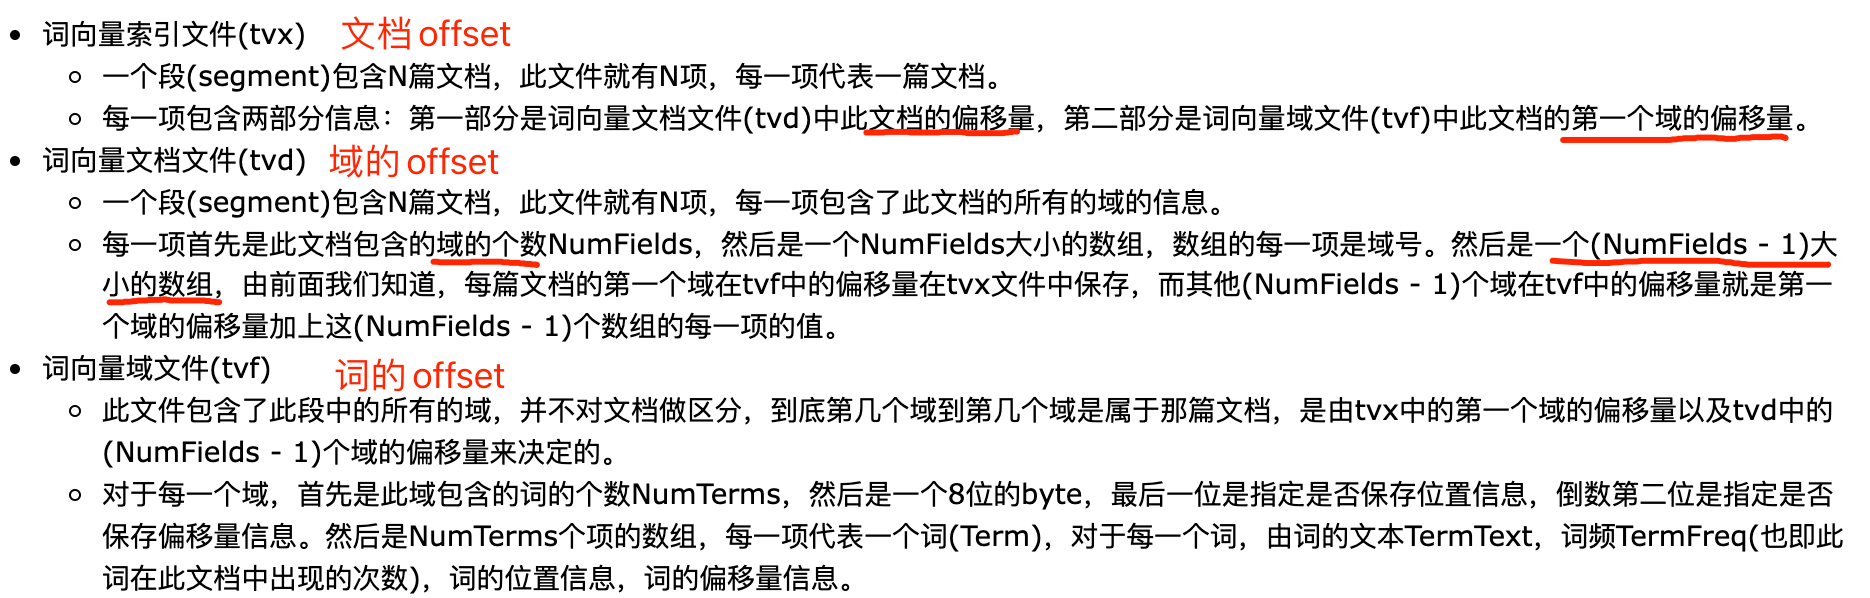 • 词向量索引文件(tvx) 文档 offset
○ 一个段(segment)包含N篇文档，此文件就有N项，每一项代表一篇文档。
○ 每一项包含两部分信息：第一部分是词向量文档文件(tvd)中此文档的偏移量，第二部分是词向量域文件(tvf)中此文档的第一个域的偏移量。
• 词向量文档文件(tvd) 域的 offset
○ 一个段(segment)包含N篇文档，此文件就有N项，每一项包含了此文档的所有的域的信息。
○ 每一项首先是此文档包含的域的个数NumFields，然后是一个NumFields大小的数组，数组的每一项是域号。然后是一个(NumFields - 1)大
小的数组，由前面我们知道，每篇文档的第一个域在tvf中的偏移量在tvx文件中保存，而其他(NumFields - 1)个域在tvf中的偏移量就是第一
个域的偏移量加上这(NumFields - 1)个数组的每一项的值。
• 词向量域文件(tvf) 词的 offset
○ 此文件包含了此段中的所有的域，并不对文档做区分，到底第几个域到第几个域是属于那篇文档，是由tvx中的第一个域的偏移量以及tvd中的
(NumFields - 1)个域的偏移量来决定的。
○ 对于每一个域，首先是此域包含的词的个数NumTerms，然后是一个8位的byte，最后一位是指定是否保存位置信息，倒数第二位是指定是否
保存偏移量信息。然后是NumTerms个项的数组，每一项代表一个词(Term)，对于每一个词，由词的文本TermText，词频TermFreq(也即此
词在此文档中出现的次数)，词的位置信息，词的偏移量信息。